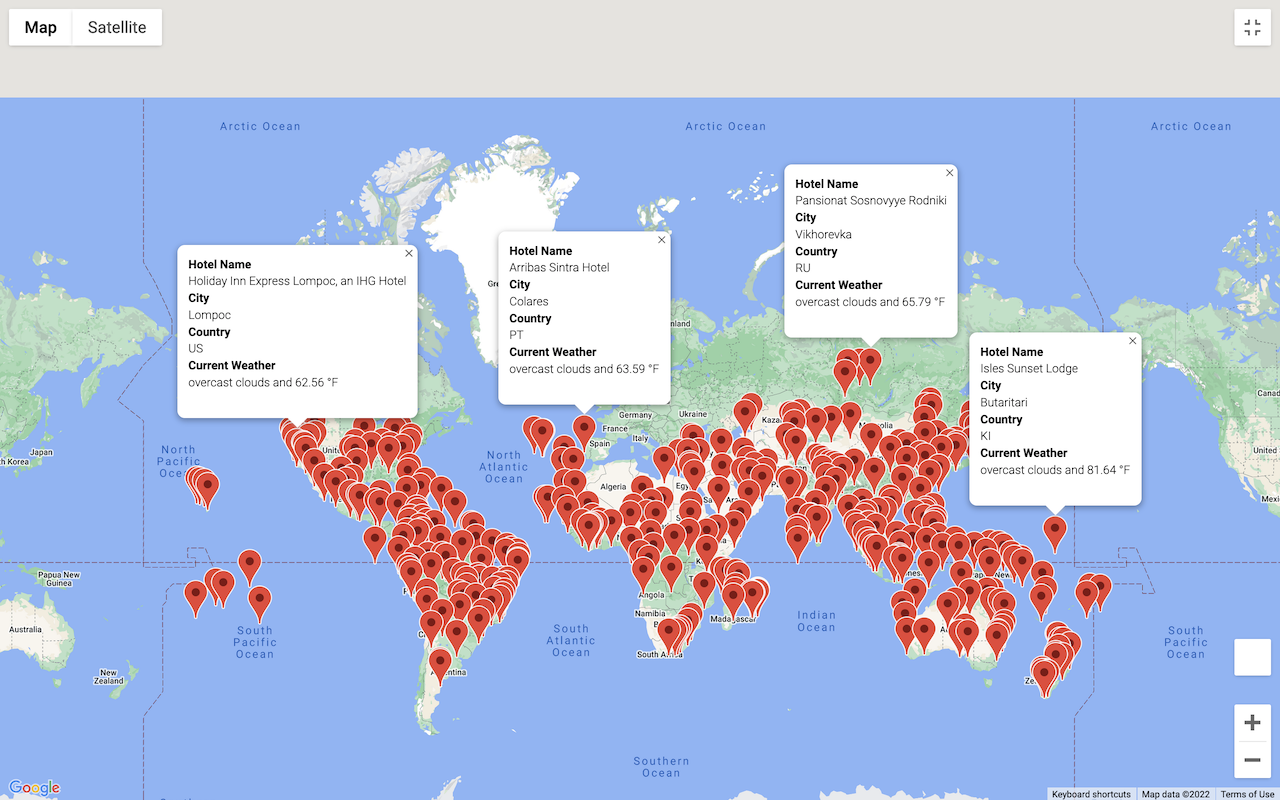 Map
Satellite
Arctic Ocean
Arctic Ocean
Arctic Ocean
Hotel Name
Pansionat Sosnovyye Rodniki
City
Vikhorevka
Country
RU
Current Weather
overcast clouds and 65.79 °F
Hotel Name
Arribas Sintra Hotel
City
Colares
Country
PT
Current Weather
overcast clouds and 63.59 °F
Hotel Name
Holiday Inn Express Lompoc, an IHG Hotel
City
Lompoc
Country
US
Current Weather
overcast clouds and 62.56 °F
Hotel Name
Isles Sunset Lodge
City
Butaritari
Country
KI
Current Weather
overcast clouds and 81.64 °F
Germany
Ukraine
France
Spain
Italy
Japan
North
Pacific
North
Atlantic
Ocean
Algeria
Papua New
Guinea
Angola
Namibia
Indian
Ocean
Australia
South
Pacific
Ocean
South
Atlantic
Ocean
South
Pacific
Ocean
New
Zealand
Southern
Ocean
Google
Keyboard shortcuts
Map data ©2022
Terms of Use